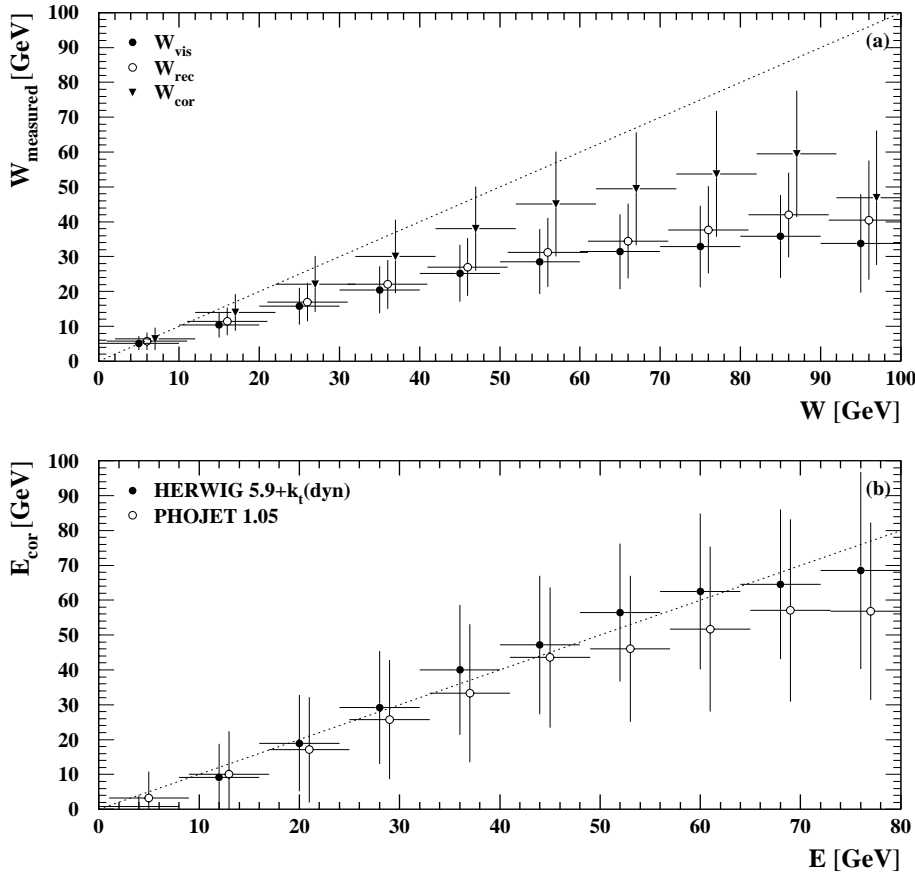 W_measured [GeV]
(a)
W_vis
W_rec
W_cor
100
90
80
70
60
50
40
30
20
10
0
0 10 20 30 40 50 60 70 80 90 100
W [GeV]
E_cor [GeV]
(b)
HERWIG 5.9+k_t(dyn)
PHOJET 1.05
100
90
80
70
60
50
40
30
20
10
0
0 10 20 30 40 50 60 70 80
E [GeV]